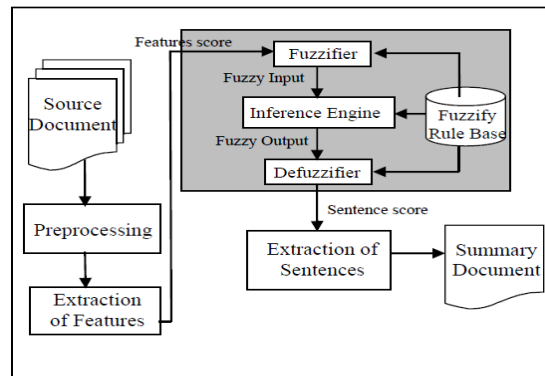 Features score
Fuzzifier
Fuzzy Input
Source
Document
Inference Engine
Fuzzify
Rule Base
Fuzzy Output
Defuzzifier
Sentence score
Preprocessing
Extraction of
Sentences
Summary
Document
Extraction
of Features